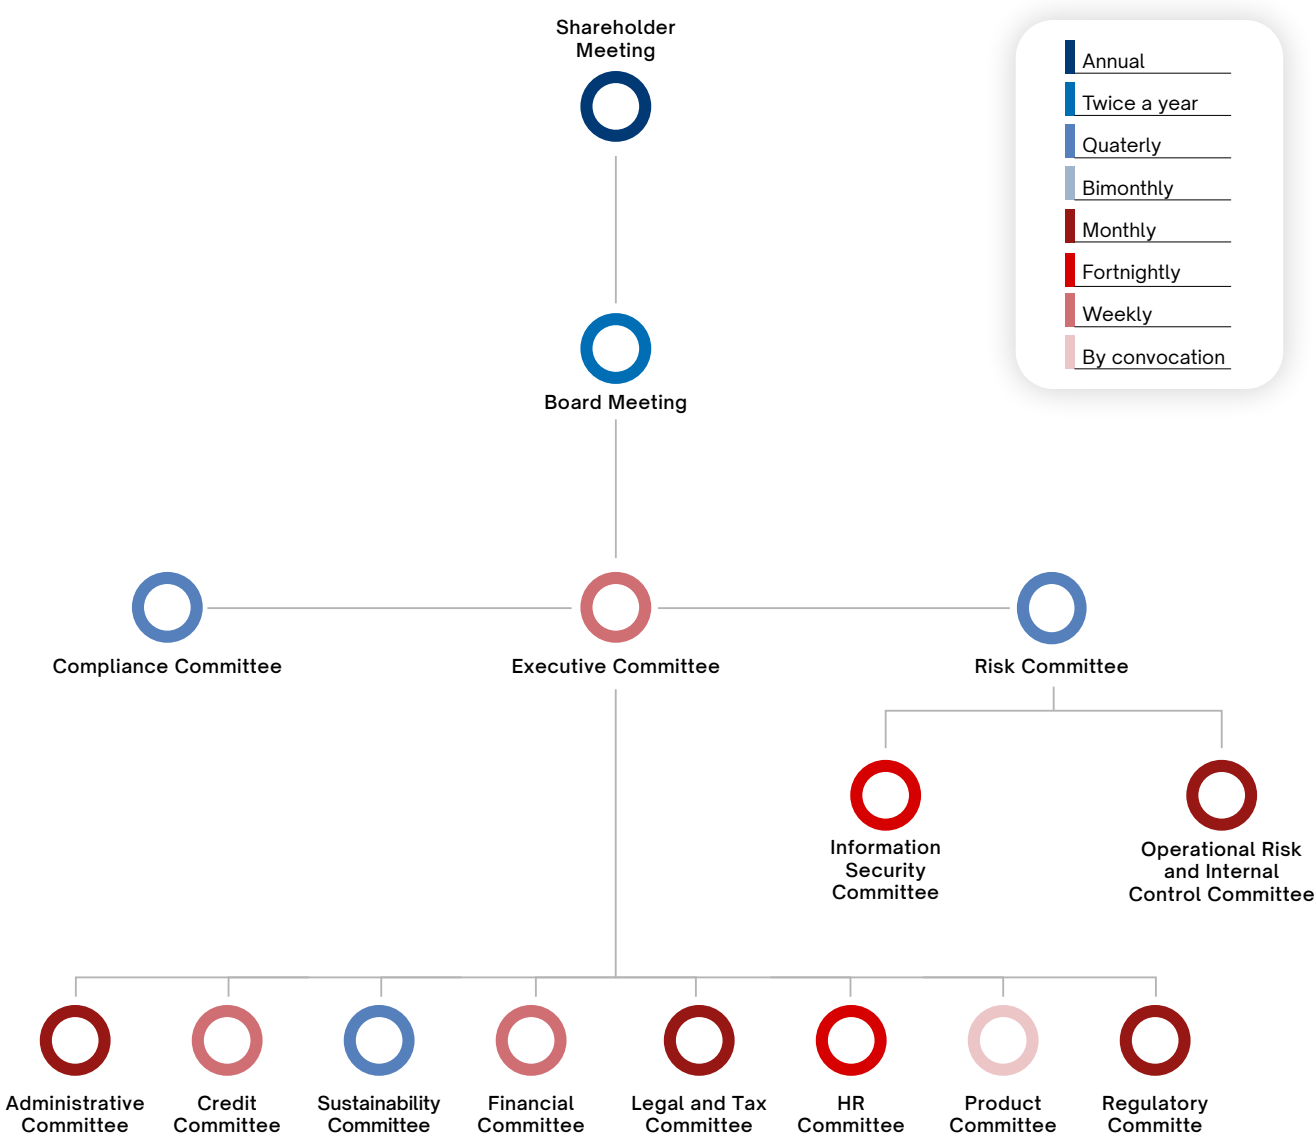 Shareholder
Meeting
Annual
Twice a year
Quaterly
Bimonthly
Monthly
Fortnightly
Weekly
By convocation
Board Meeting
Compliance Committee
Executive Committee
Risk Committee
Information
Security
Committee
Operational Risk
and Internal
Control Committee
Administrative
Committee
Credit
Committee
Sustainability
Committee
Financial
Committee
Legal and Tax
Committee
HR
Committee
Product
Committee
Regulatory
Committe